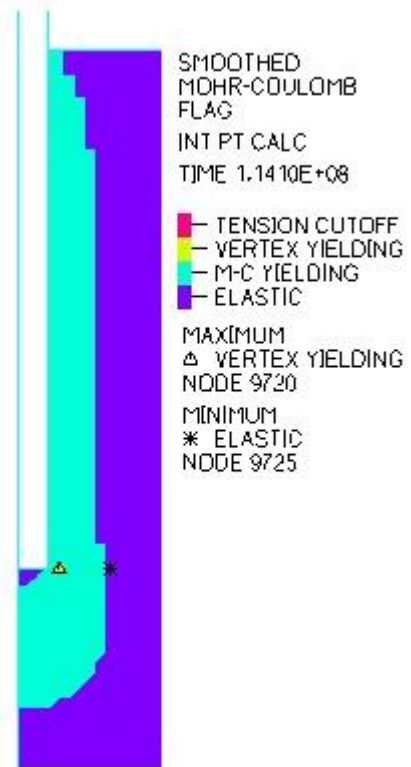 SMOOTHED
MOHR-COULOMB
FLAG
INT PT CALC
TIME 1.1410E+08
TENSION CUTOFF
VERTEX YIELDING
M-C YIELDING
ELASTIC
MAXIMUM
VERTEX YIELDING
NODE 9720
MINIMUM
ELASTIC
NODE 9725